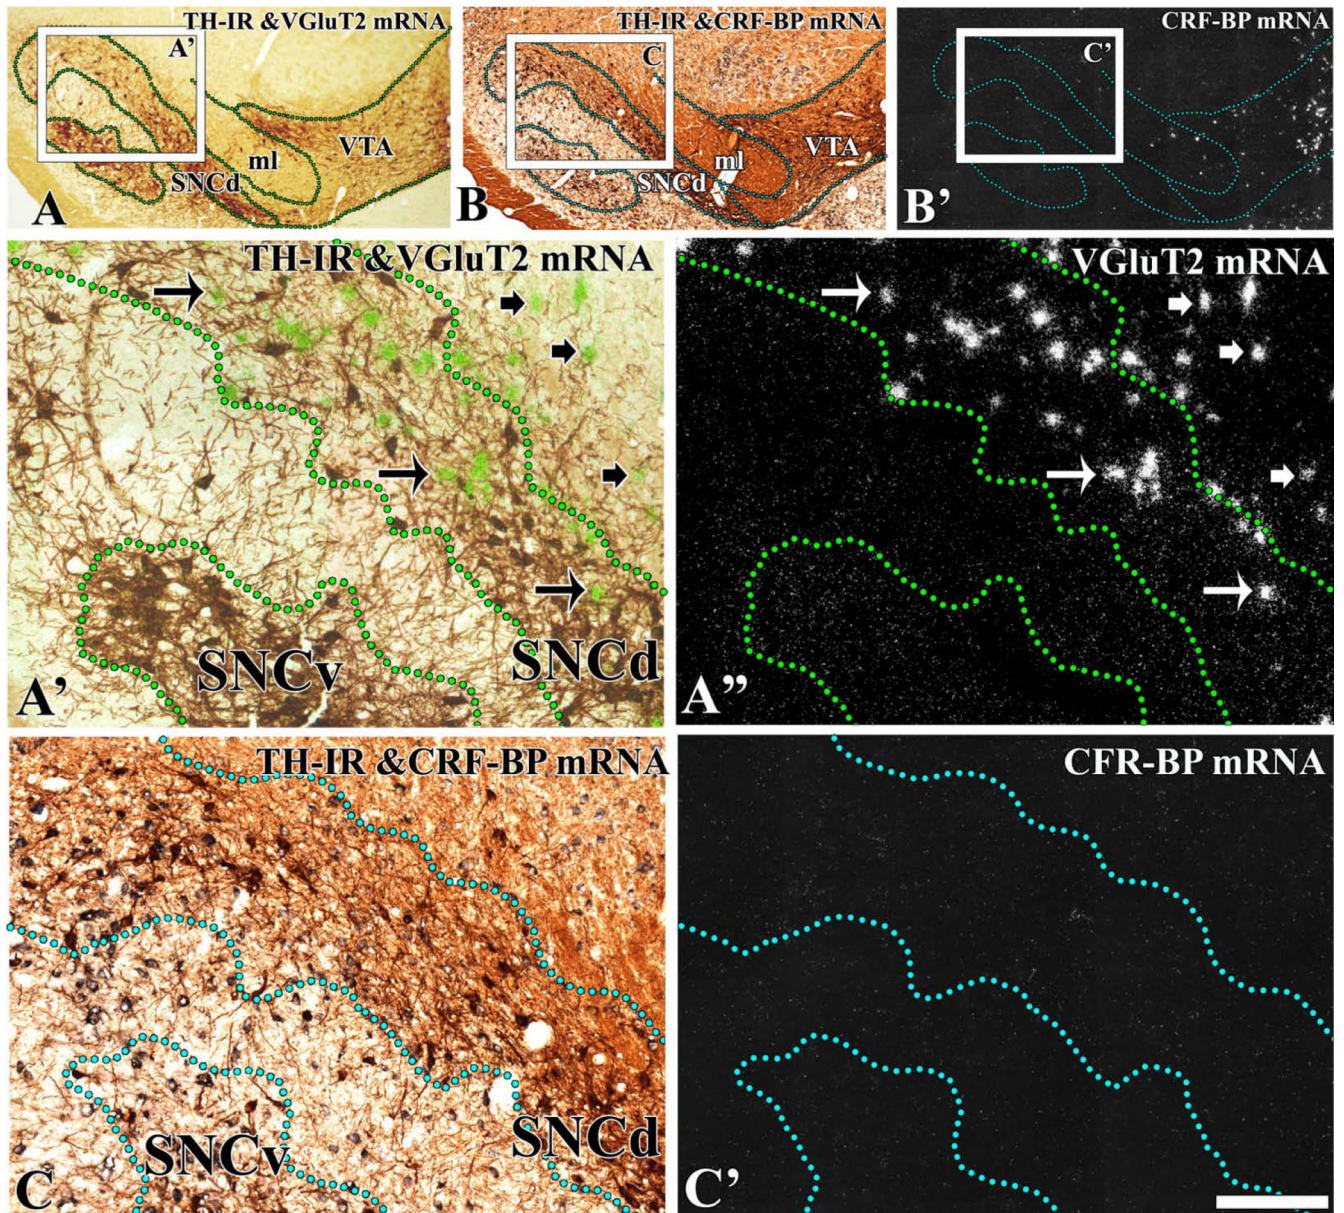 TH-IR &VGluT2 mRNA
A’
VTA
ml
SNCd
A
TH-IR &CRF-BP mRNA
C
VTA
ml
SNCd
B
CRF-BP mRNA
C’
B’
TH-IR &VGluT2 mRNA
SNCv
SNCd
A’
VGluT2 mRNA
A”
TH-IR &CRF-BP mRNA
SNCv
SNCd
C
CFR-BP mRNA
C’